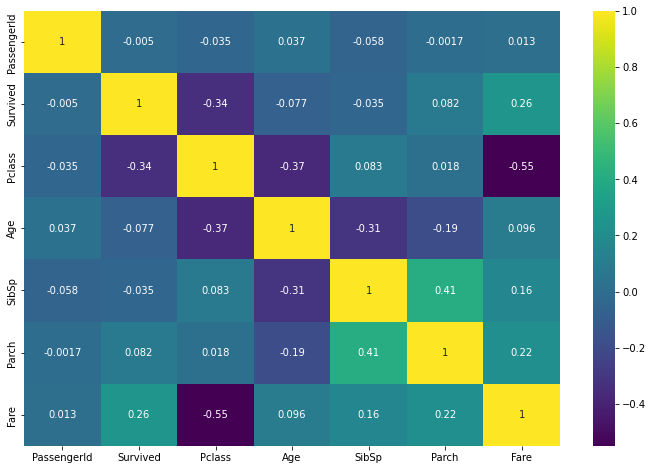 PassengerId 1 -0.005 -0.035 0.037 -0.058 -0.0017 0.013
Survived -0.005 1 -0.34 -0.077 -0.035 0.082 0.26
Pclass -0.035 -0.34 1 -0.37 0.083 0.018 -0.55
Age 0.037 -0.077 -0.37 1 -0.31 -0.19 0.096
SibSp -0.058 -0.035 0.083 -0.31 1 0.41 0.16
Parch -0.0017 0.082 0.018 -0.19 0.41 1 0.22
Fare 0.013 0.26 -0.55 0.096 0.16 0.22 1
PassengerId Survived Pclass Age SibSp Parch Fare
1.0
0.8
0.6
0.4
0.2
0.0
−0.2
−0.4